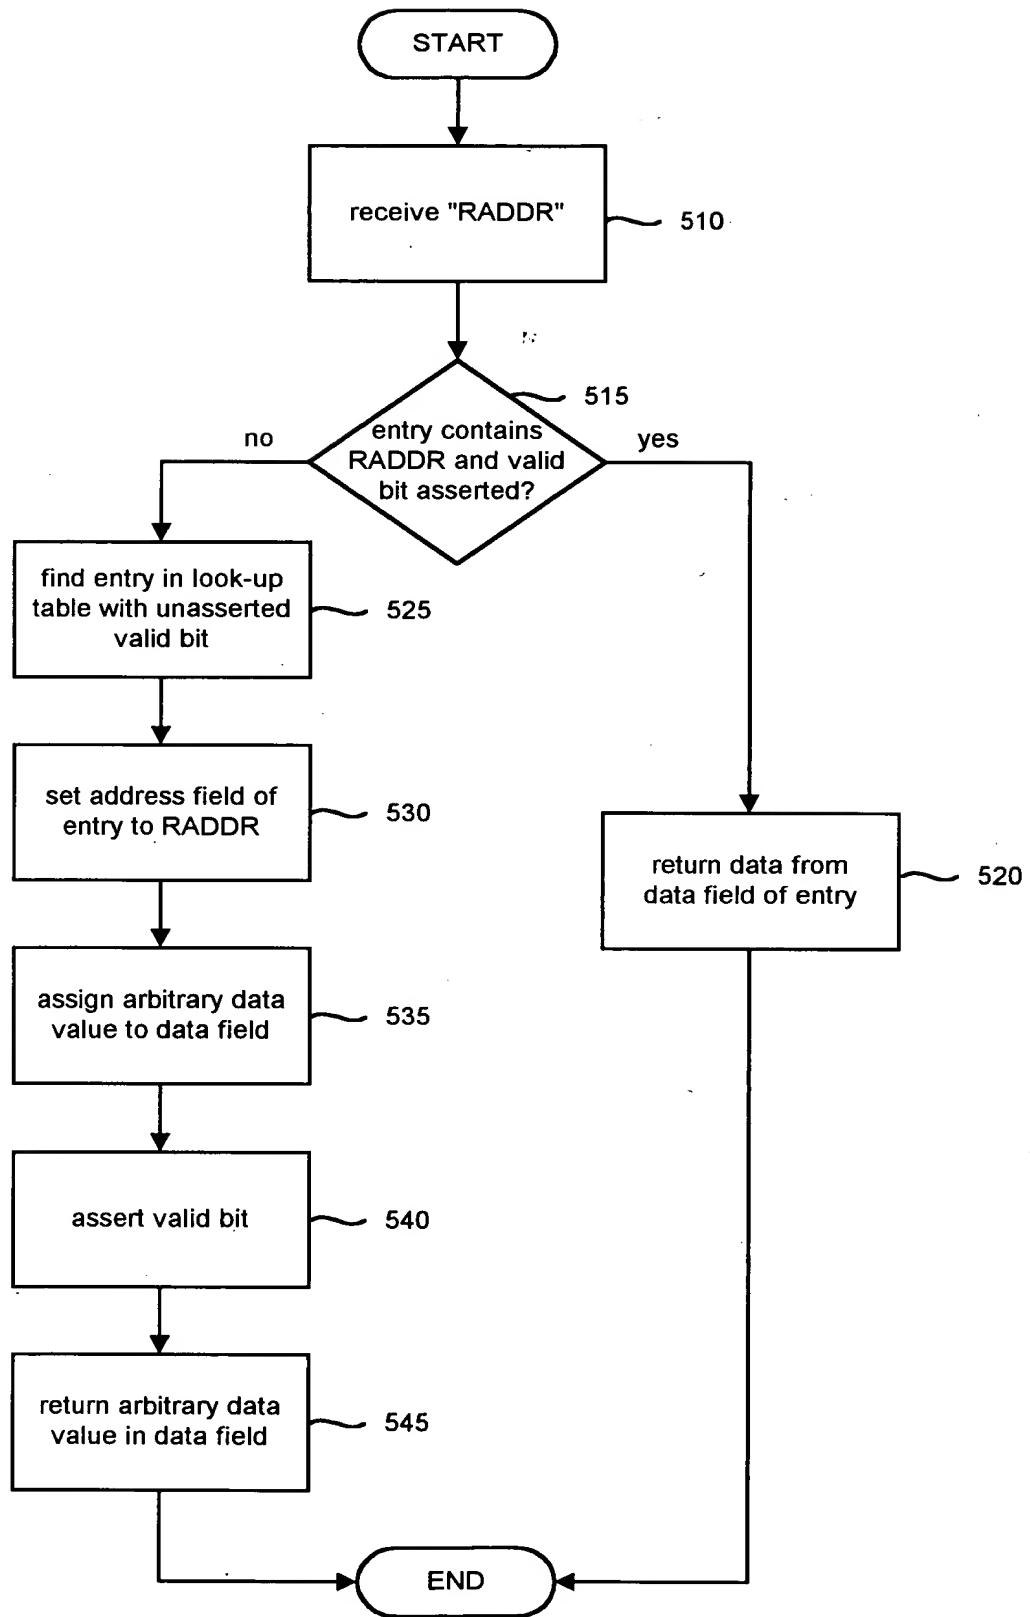 START
receive "RADDR"
510
515
entry contains
RADDR and valid
bit asserted?
no
yes
find entry in look-up
table with unasserted
valid bit
525
set address field of
entry to RADDR
530
return data from
data field of entry
520
assign arbitrary data
value to data field
535
assert valid bit
540
return arbitrary data
value in data field
545
END